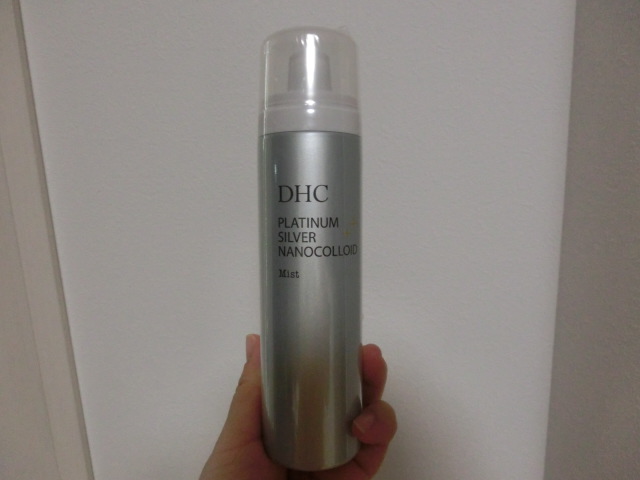 DHC
PLATINUM
SILVER
NANOCOLLOID
Mist